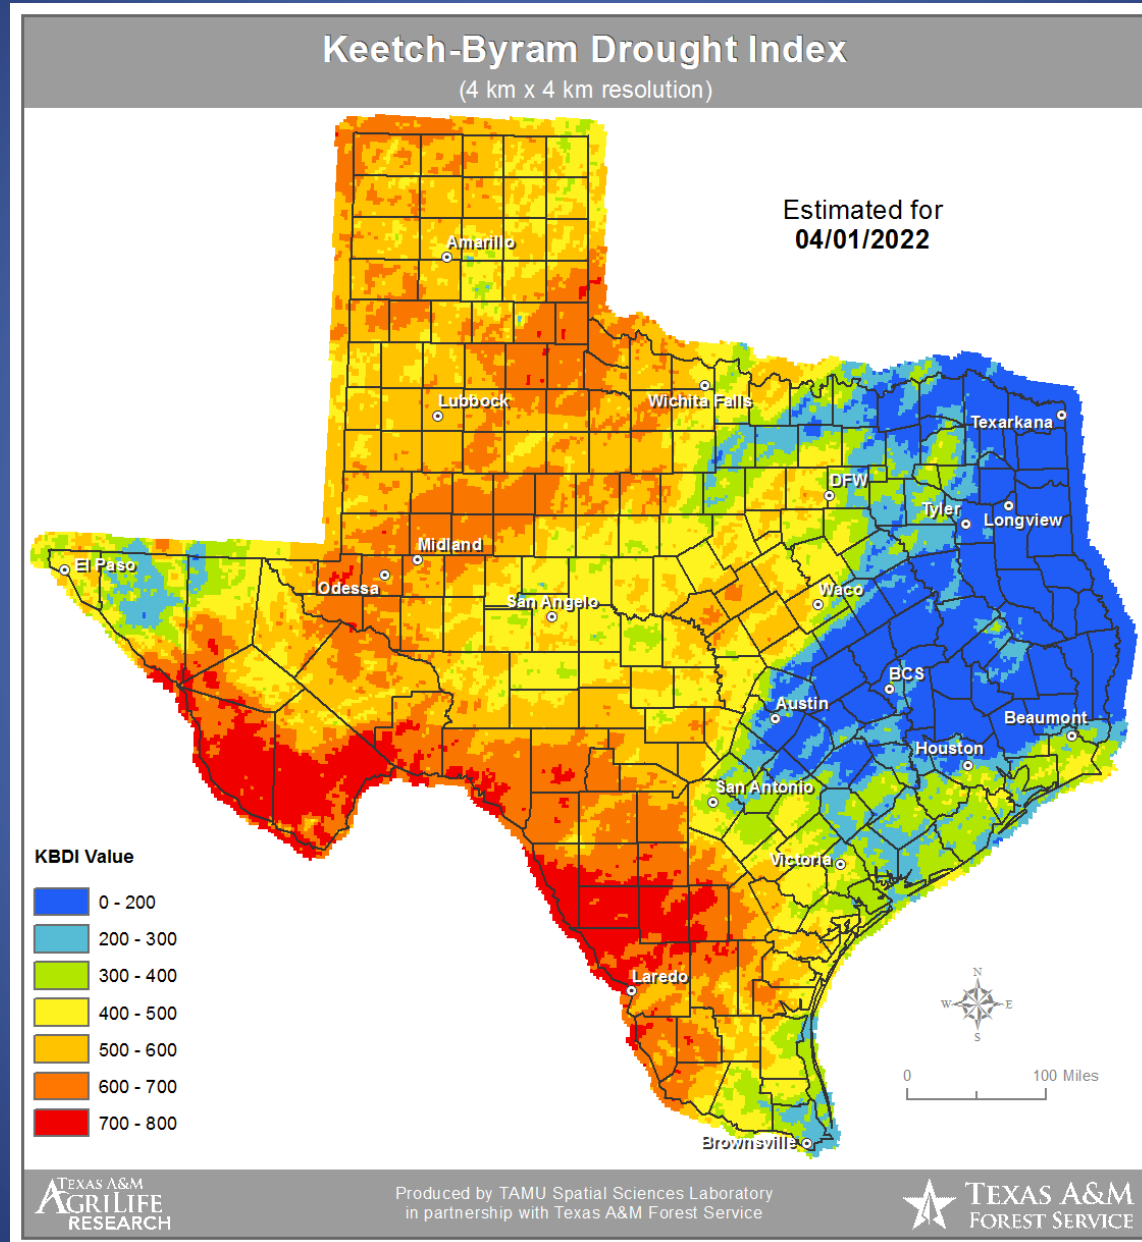 Keetch-Byram Drought Index
(4 km x 4 km resolution)
Estimated for
04/01/2022
Amarillo
Lubbock
Wichita Falls
Texarkana
DFW
Tyler
Longview
Midland
El Paso
Odessa
San Angelo
Waco
BCS
Austin
Beaumont
Houston
San Antonio
Victoria
Laredo
Brownsville
KBDI Value
0 - 200
200 - 300
300 - 400
400 - 500
500 - 600
600 - 700
700 - 800
N
W E
S
0 100 Miles
TEXAS A&M
AGRILIFE
RESEARCH
Produced by TAMU Spatial Sciences Laboratory
in partnership with Texas A&M Forest Service
TEXAS A&M
FOREST SERVICE